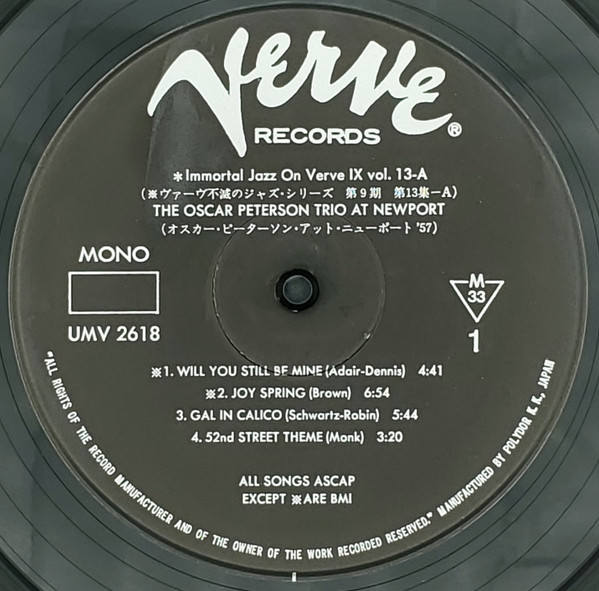 Verve®
RECORDS
*Immortal Jazz On Verve IX vol. 13-A
(※ヴァーヴ不滅のジャズ・シリーズ 第9期 第13集-A)
THE OSCAR PETERSON TRIO AT NEWPORT
(オスカー・ピーターソン・アット・ニューポート '57)
MONO
UMV 2618
M
33
1
※1. WILL YOU STILL BE MINE (Adair-Dennis) 4:41
※2. JOY SPRING (Brown) 6:54
3. GAL IN CALICO (Schwartz-Robin) 5:44
4. 52nd STREET THEME (Monk) 3:20
ALL SONGS ASCAP
EXCEPT ※ARE BMI
"ALL RIGHTS OF THE RECORD MANUFACTURER AND OF THE OWNER OF THE WORK RECORDED RESERVED." MANUFACTURED BY POLYDOR K. K., JAPAN